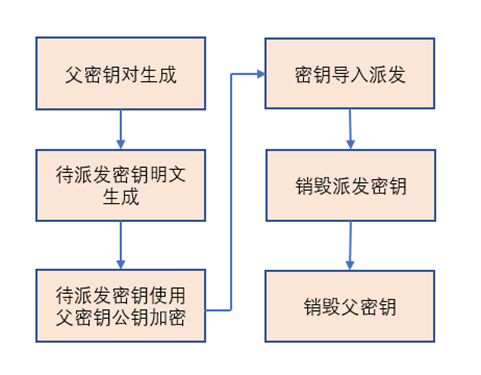 父密钥对生成
待派发密钥明文
生成
待派发密钥使用
父密钥公钥加密
密钥导入派发
销毁派发密钥
销毁父密钥